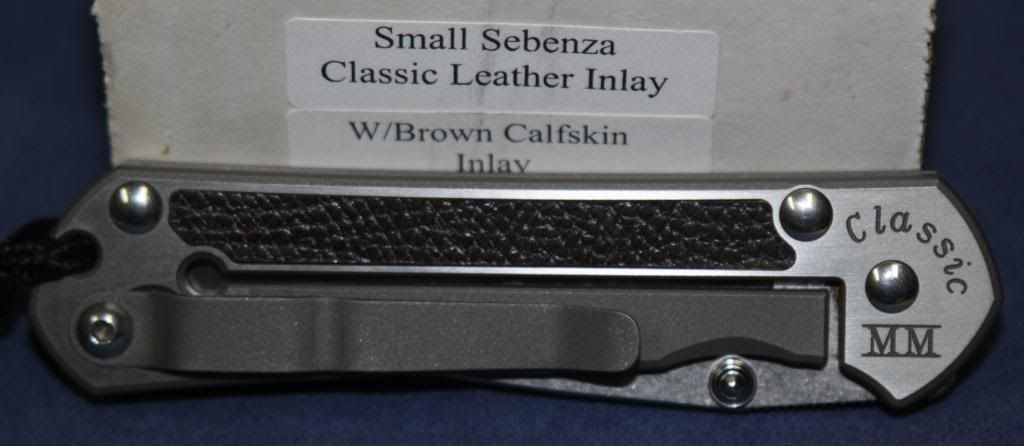 Small Sebenza
Classic Leather Inlay
W/Brown Calfskin
Inlay
Classic
MM